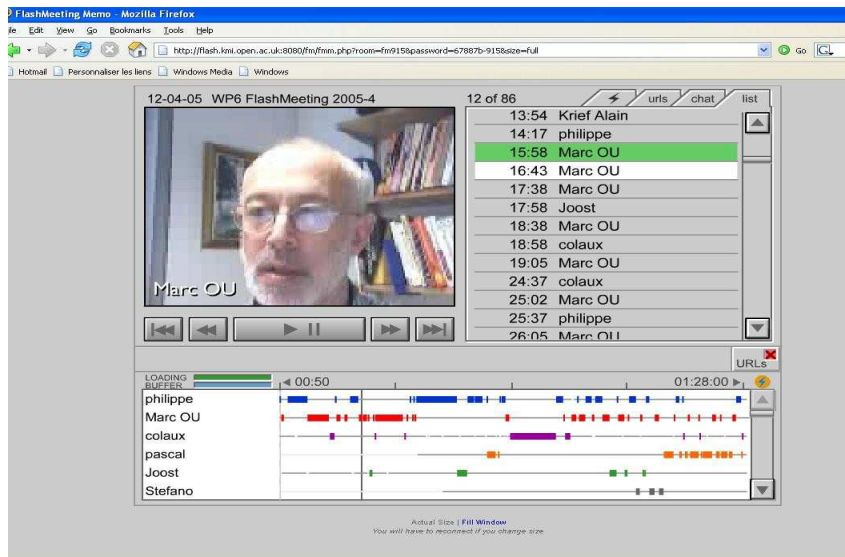 FlashMeeting Memo - Mozilla Firefox
ile Edit View Go Bookmarks Tools Help
http://flash.kmi.open.ac.uk:8080/fm/fmm.php?room=fm915&password=67887b-915&size=full
Go
Hotmail Personnaliser les liens Windows Media Windows
12-04-05 WP6 FlashMeeting 2005-4
12 of 86 urls chat list
13:54 Krief Alain
14:17 philippe
15:58 Marc OU
16:43 Marc OU
17:38 Marc OU
17:58 Joost
18:38 Marc OU
18:58 colaux
19:05 Marc OU
24:37 colaux
25:02 Marc OU
25:37 philippe
26:05 Marc OU
Marc OU
URLs
LOADING
BUFFER
00:50 01:28:00
philippe
Marc OU
colaux
pascal
Joost
Stefano
Actual Size | Fill Window
You will have to reconnect if you change size